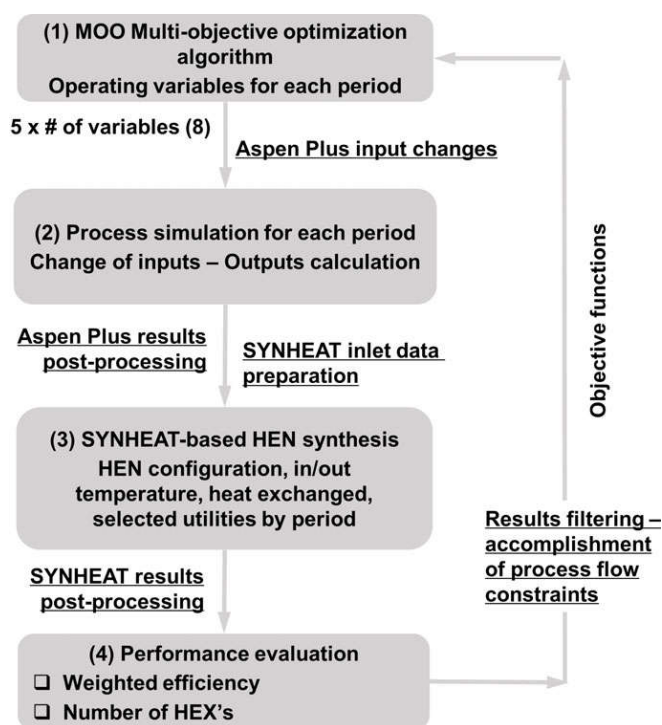 (1) MOO Multi-objective optimization
algorithm
Operating variables for each period
5 x # of variables (8)
Aspen Plus input changes
(2) Process simulation for each period
Change of inputs – Outputs calculation
Aspen Plus results
post-processing
SYNHEAT inlet data
preparation
(3) SYNHEAT-based HEN synthesis
HEN configuration, in/out
temperature, heat exchanged,
selected utilities by period
SYNHEAT results
post-processing
(4) Performance evaluation
❑ Weighted efficiency
❑ Number of HEX's
Results filtering –
accomplishment
of process flow
constraints
Objective functions